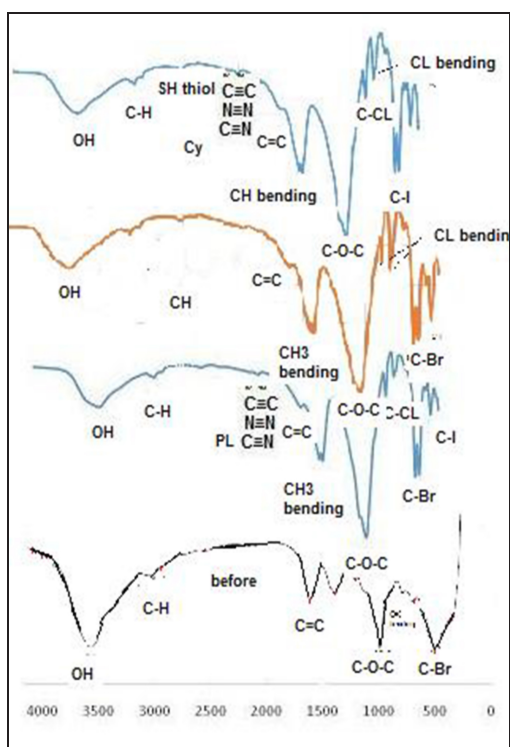 CL bending
SH thiol
C≡C
N≡N
C≡N
C-H
OH
Cy
C=C
C-CL
CH bending
C-I
C-O-C
CL bendin
OH
CH
C=C
CH3
bending
C-Br
C-H
OH
C≡C
N≡N
C≡N
PL
C=C
C-O-C
C-CL
C-I
CH3
bending
C-Br
before
C-O-C
C-H
C=C
OH
C-O-C
C-Br
4000 3500 3000 2500 2000 1500 1000 500 0